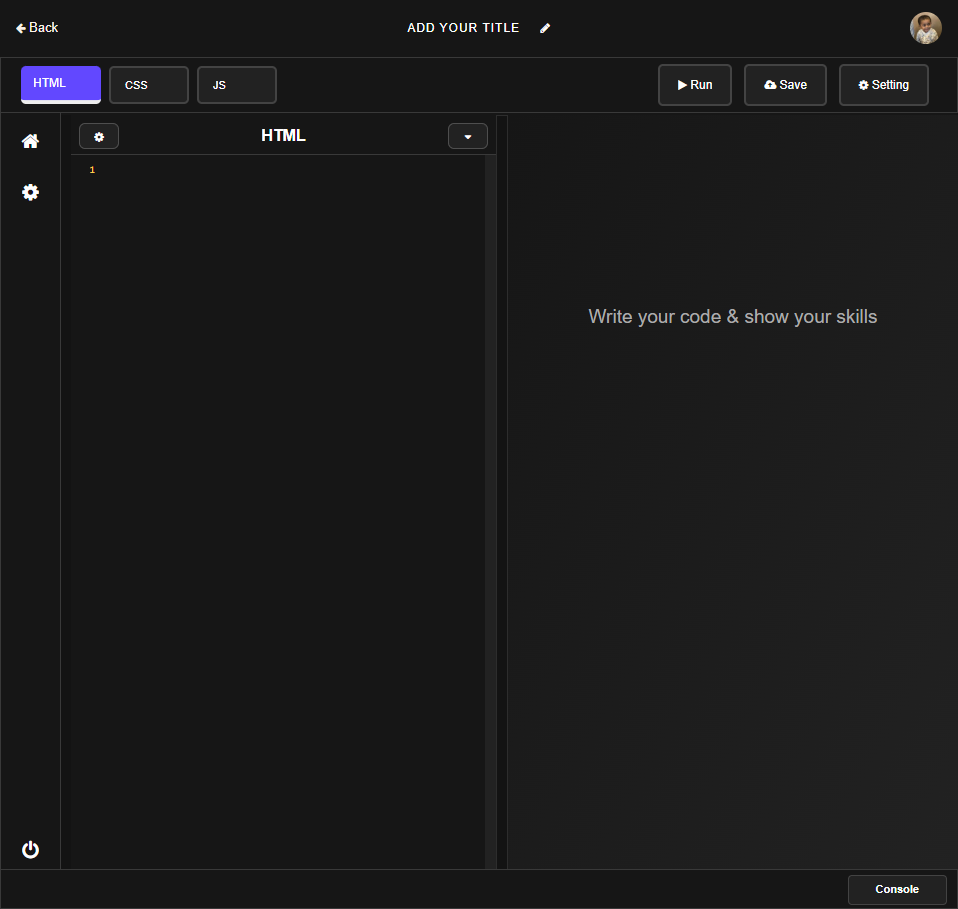 Back
ADD YOUR TITLE
HTML
CSS
JS
Run
Save
Setting
HTML
1
Write your code & show your skills
Console